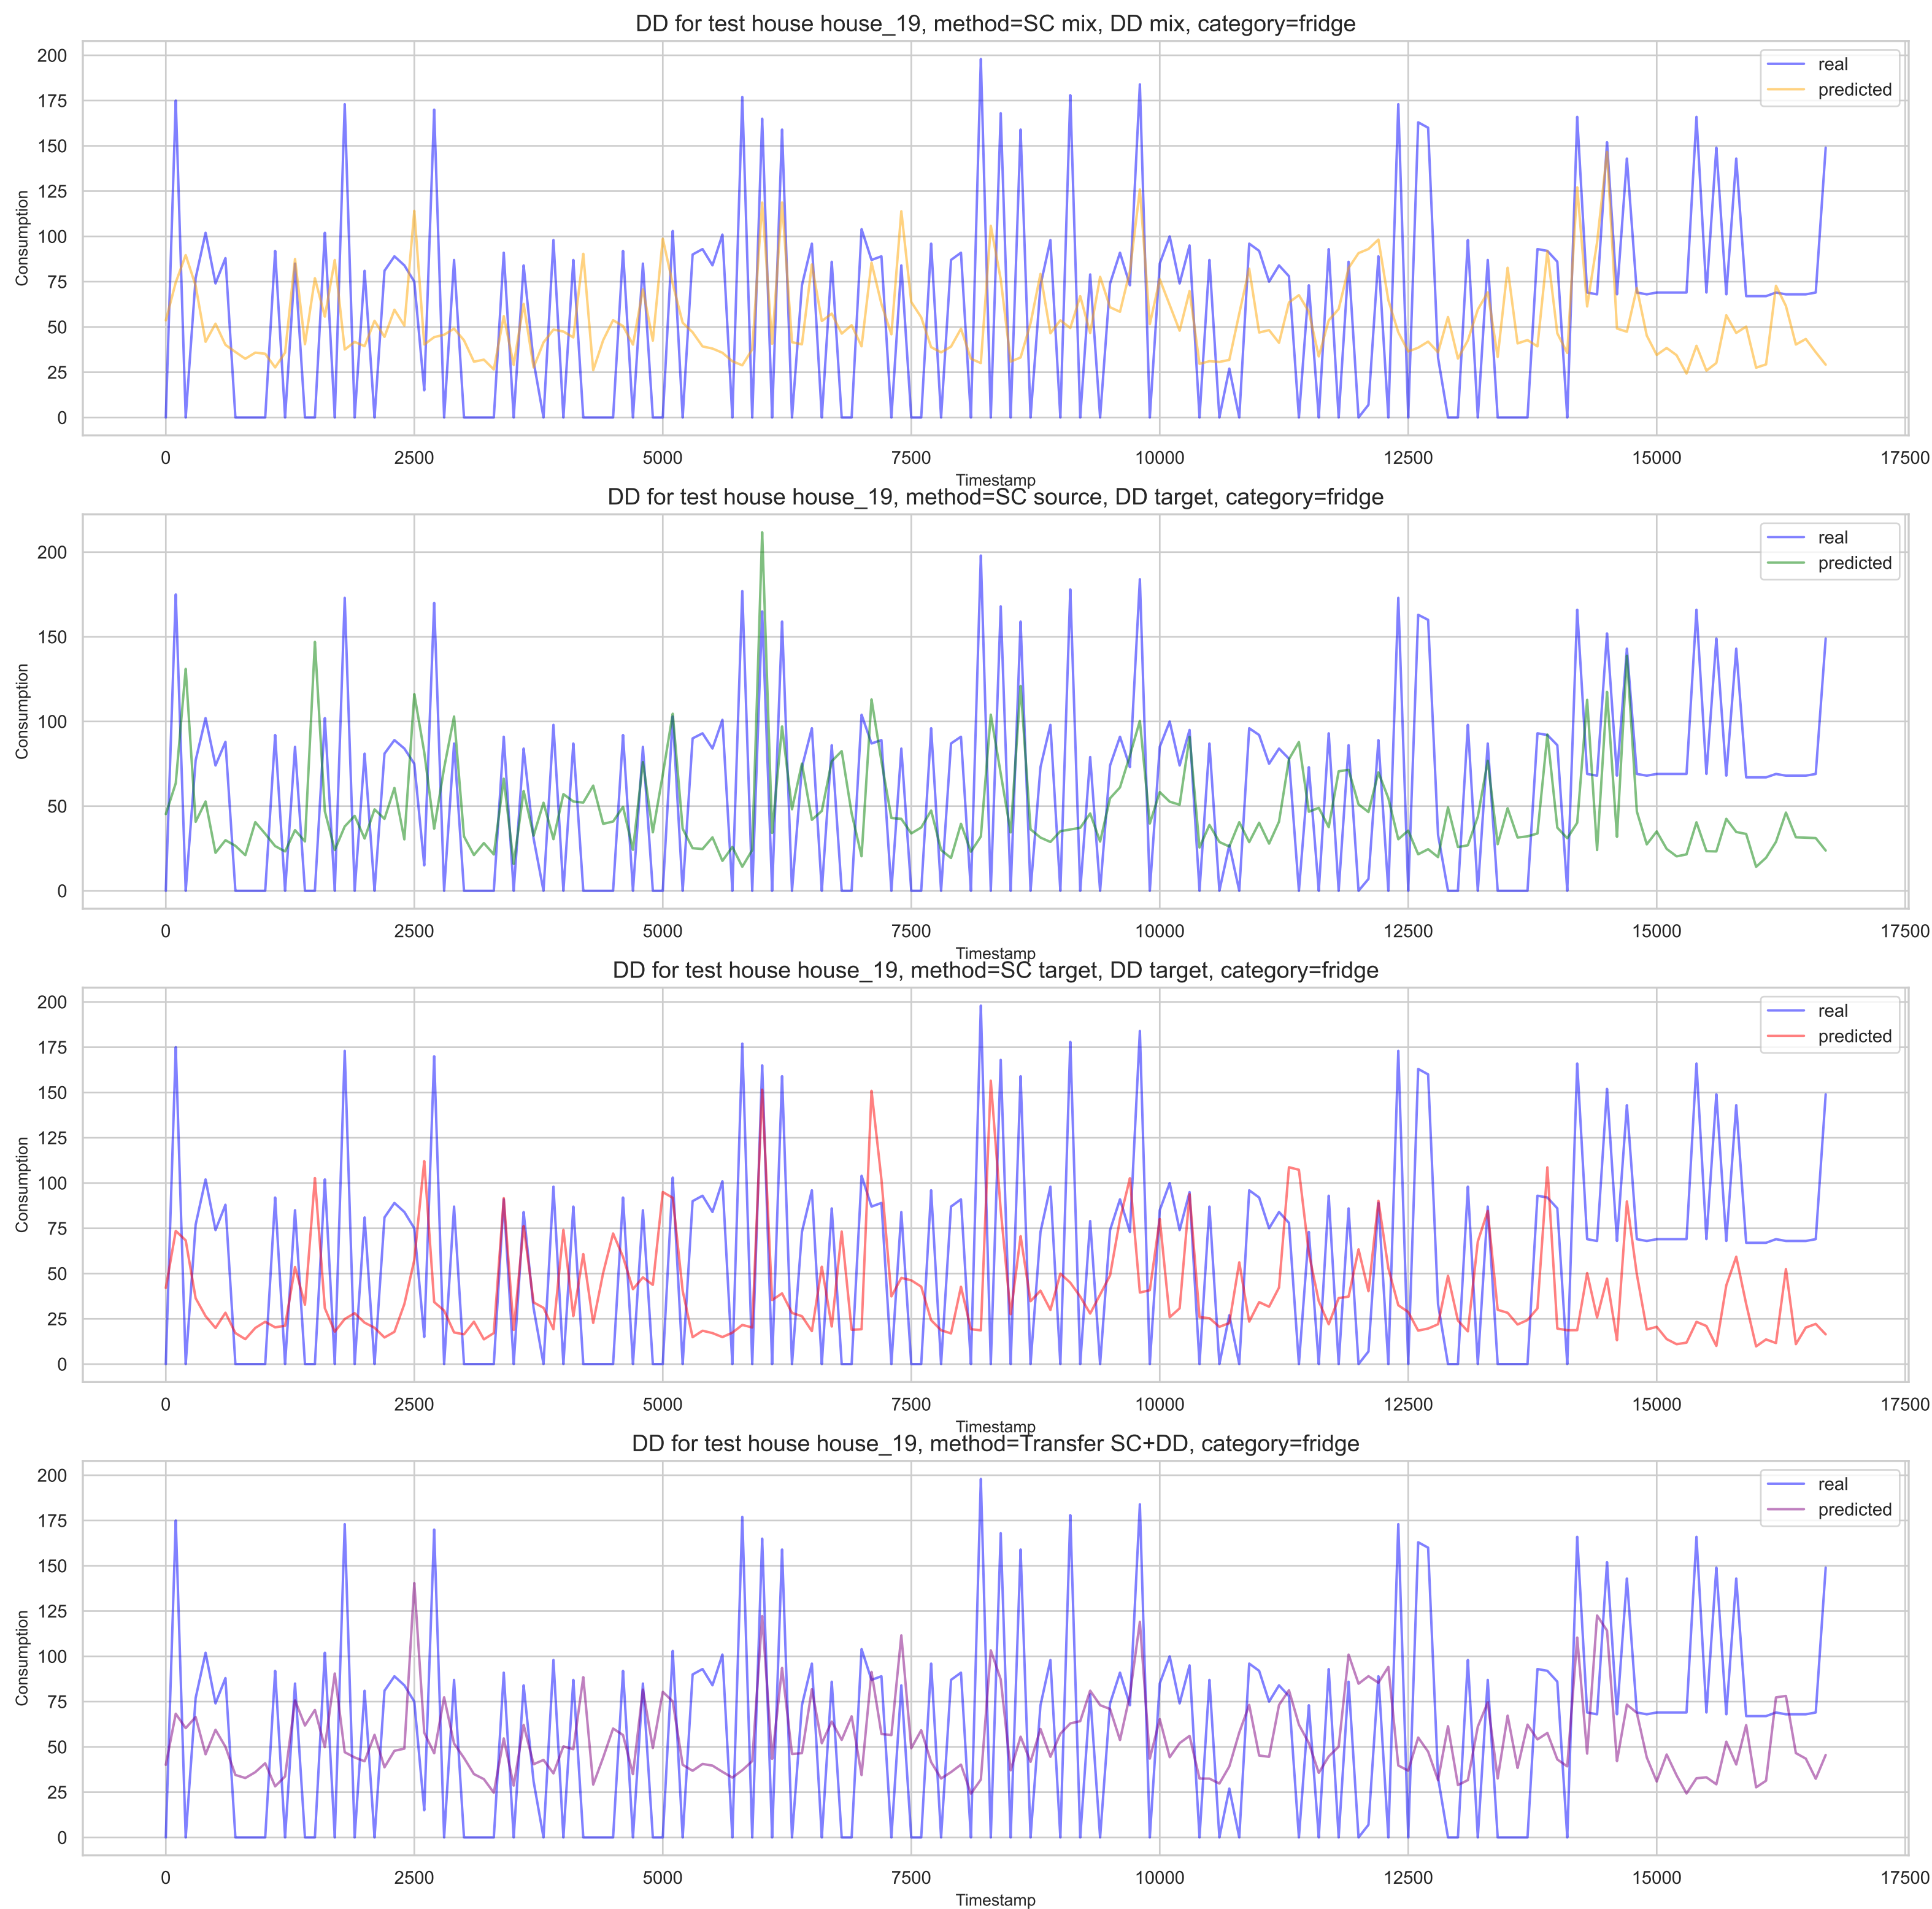 DD for test house house_19, method=SC mix, DD mix, category=fridge
real
predicted
Consumption
200
175
150
125
100
75
50
25
0
0 2500 5000 7500 10000 12500 15000 17500
Timestamp
DD for test house house_19, method=SC source, DD target, category=fridge
real
predicted
Consumption
200
150
100
50
0
0 2500 5000 7500 10000 12500 15000 17500
Timestamp
DD for test house house_19, method=SC target, DD target, category=fridge
real
predicted
Consumption
200
175
150
125
100
75
50
25
0
0 2500 5000 7500 10000 12500 15000 17500
Timestamp
DD for test house house_19, method=Transfer SC+DD, category=fridge
real
predicted
Consumption
200
175
150
125
100
75
50
25
0
0 2500 5000 7500 10000 12500 15000 17500
Timestamp